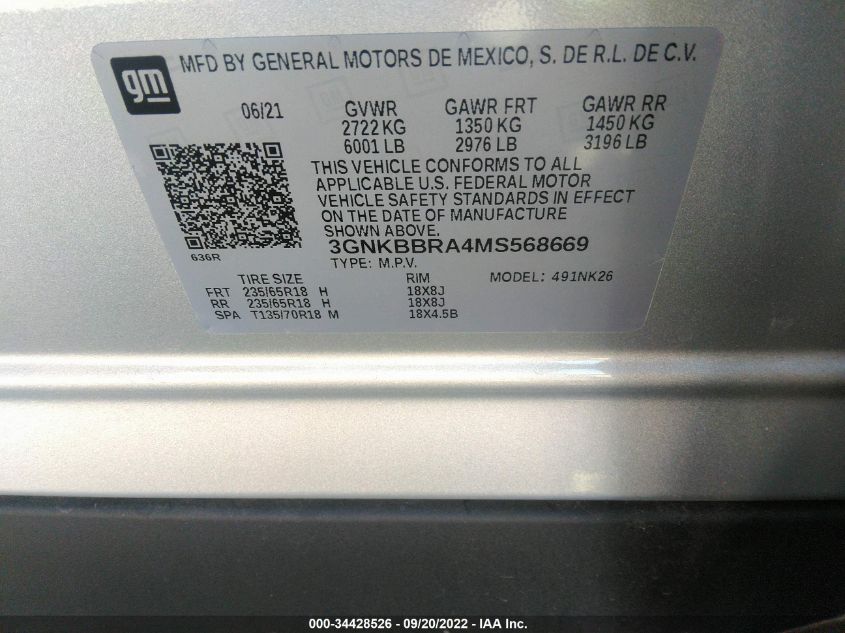 gm
MFD BY GENERAL MOTORS DE MEXICO, S. DE R.L. DE C.V.
06/21 GVWR GAWR FRT GAWR RR
2722 KG 1350 KG 1450 KG
6001 LB 2976 LB 3196 LB
THIS VEHICLE CONFORMS TO ALL
APPLICABLE U.S. FEDERAL MOTOR
VEHICLE SAFETY STANDARDS IN EFFECT
ON THE DATE OF MANUFACTURE
SHOWN ABOVE.
3GNKBBRA4MS568669
636R
TYPE: M.P.V.
TIRE SIZE RIM MODEL: 491NK26
FRT 235/65R18 H 18X8J
RR 235/65R18 H 18X8J
SPA T135/70R18 M 18X4.5B
000-34428526 - 09/20/2022 - IAA Inc.